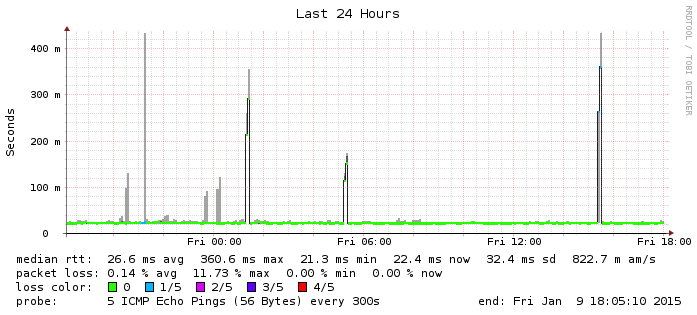 Last 24 Hours
RRDTOOL / TOBI OETIKER
Seconds
400 m
300 m
200 m
100 m
0
Fri 00:00 Fri 06:00 Fri 12:00 Fri 18:00
median rtt: 26.6 ms avg 360.6 ms max 21.3 ms min 22.4 ms now 32.4 ms sd 822.7 m am/s
packet loss: 0.14 % avg 11.73 % max 0.00 % min 0.00 % now
loss color: 0 1/5 2/5 3/5 4/5
probe: 5 ICMP Echo Pings (56 Bytes) every 300s end: Fri Jan 9 18:05:10 2015